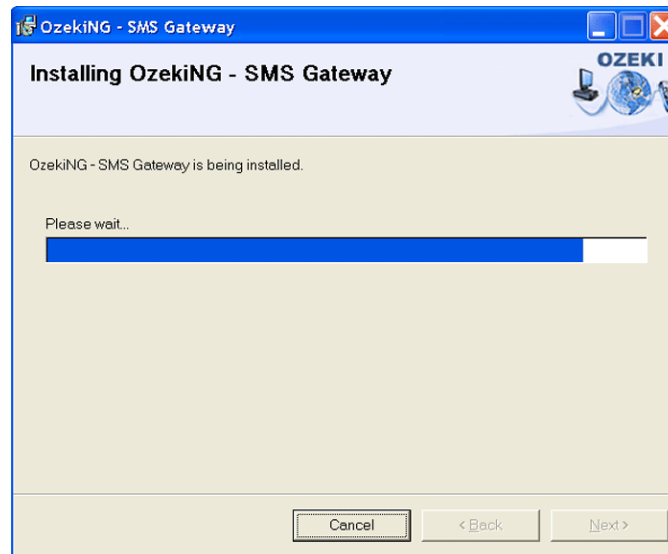 OzekiNG - SMS Gateway
Installing OzekiNG - SMS Gateway
OZEKI
OzekiNG - SMS Gateway is being installed.
Please wait...
Cancel
< Back
Next >